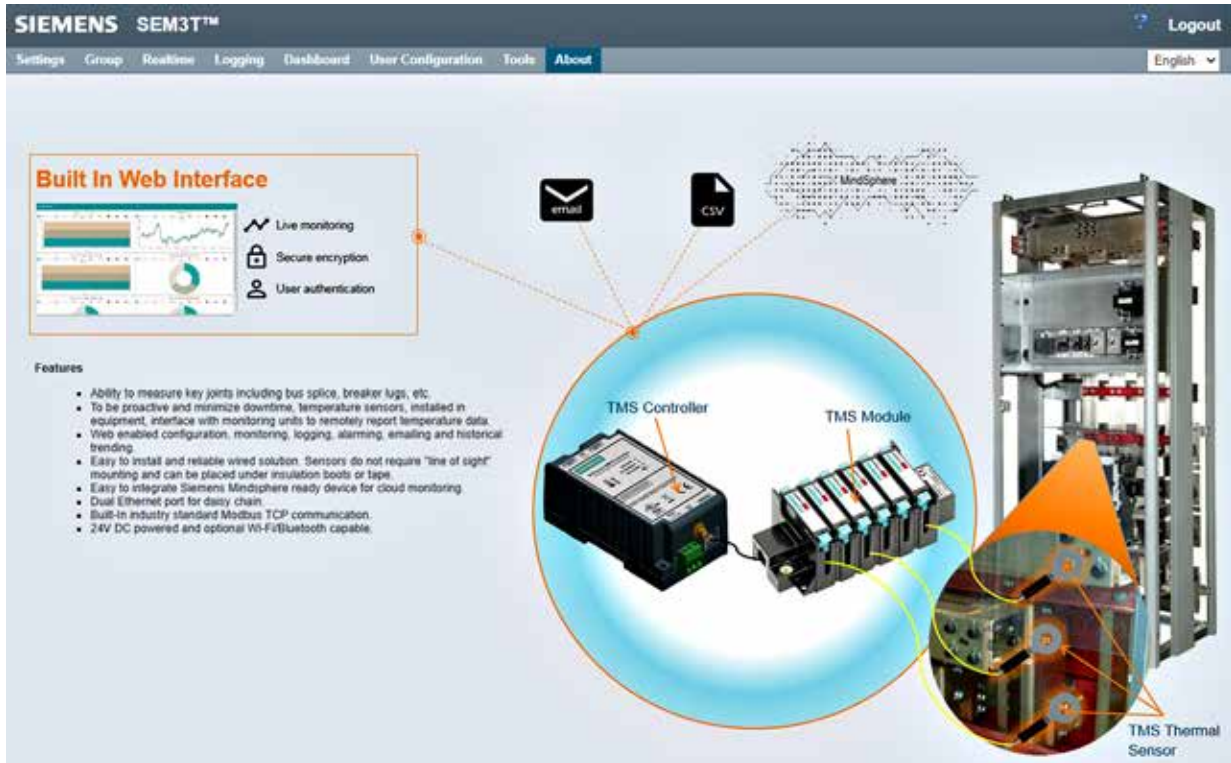 SIEMENS SEM3T™
? Logout
Settings Group Realtime Logging Dashboard User Configuration Tools About
English
Built In Web Interface
Live monitoring
Secure encryption
User authentication
email
CSV
MindSphere
Features
Ability to measure key joints including bus splice, breaker lugs, etc.
To be proactive and minimize downtime, temperature sensors, installed in
equipment, interface with monitoring units to remotely report temperature data.
Web enabled configuration, monitoring, logging, alarming, emailing and historical
trending.
Easy to install and reliable wired solution. Sensors do not require "line of sight"
mounting and can be placed under insulation boots or tape.
Easy to integrate Siemens Mindsphere ready device for cloud monitoring.
Dual Ethernet port for daisy chain.
Built-In industry standard Modbus TCP communication.
24V DC powered and optional Wi-Fi/Bluetooth capable.
TMS Controller
TMS Module
TMS Thermal
Sensor